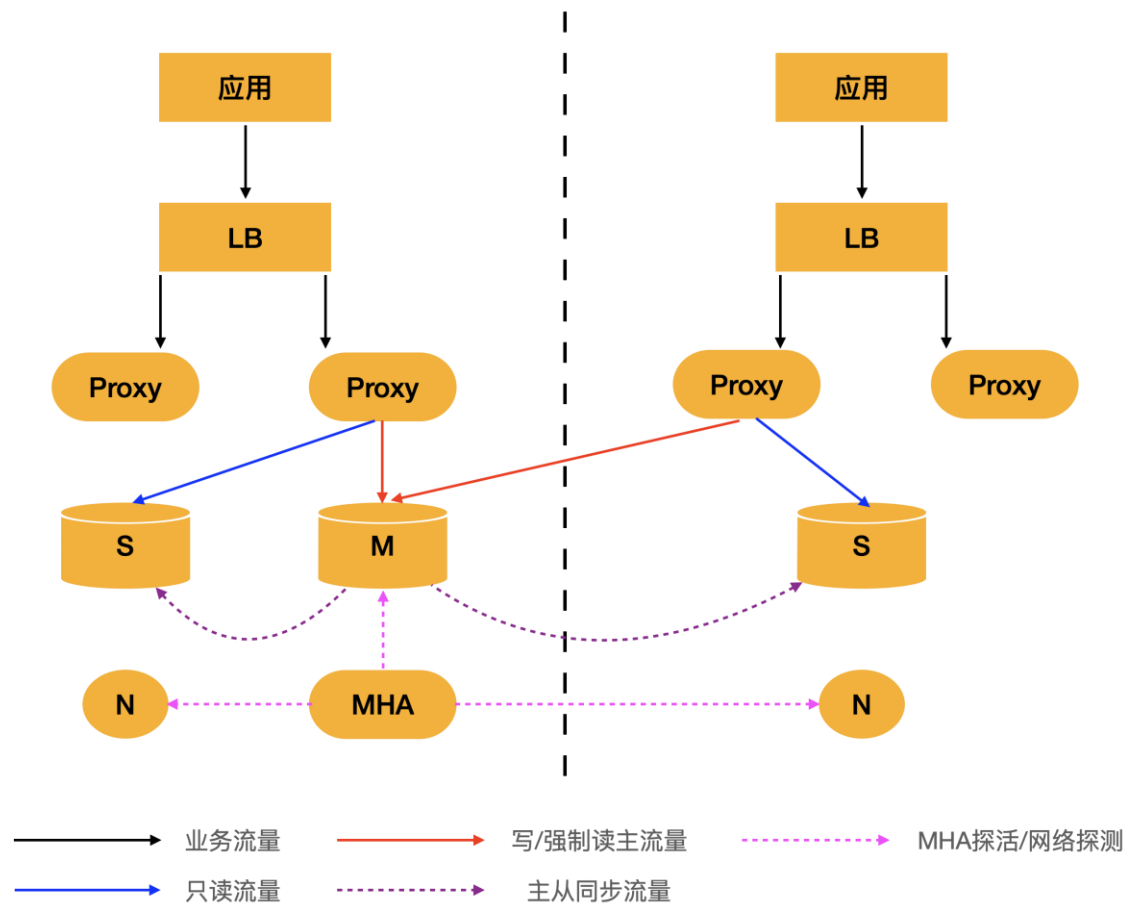 应用
应用
LB
LB
Proxy
Proxy
Proxy
Proxy
S
M
S
N
MHA
N
业务流量
写/强制读主流量
MHA探活/网络探测
只读流量
主从同步流量